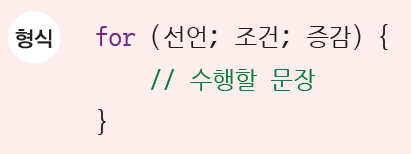 형식 for (선언; 조건; 증감) {
// 수행할 문장
}